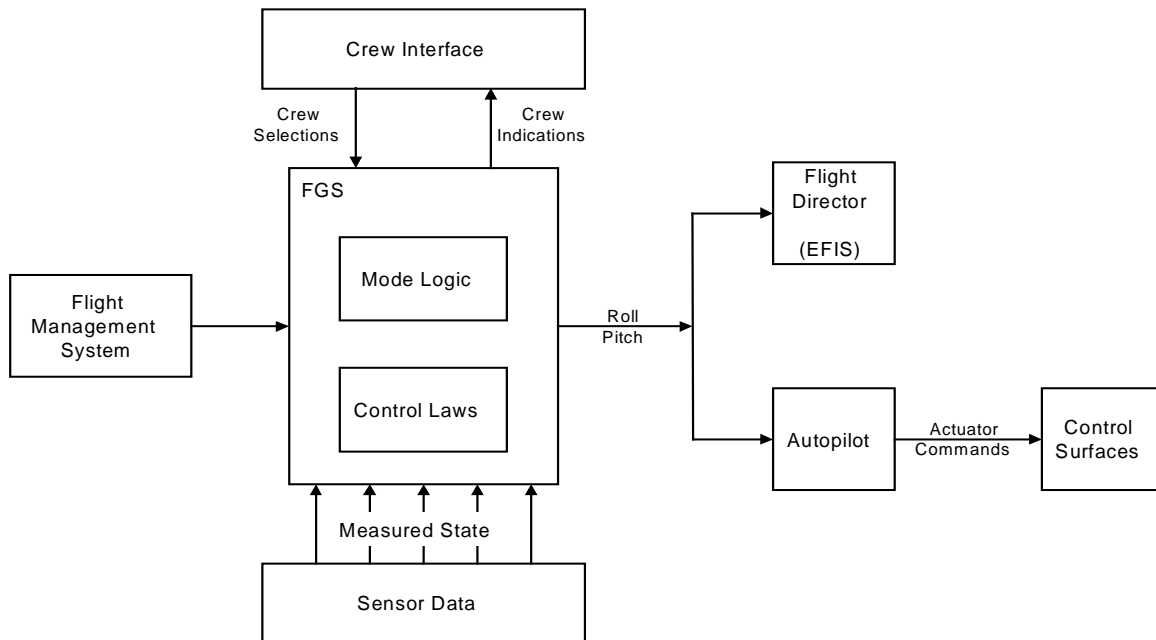 Crew Interface
Crew
Selections
Crew
Indications
FGS
Mode Logic
Control Laws
Flight
Management
System
Roll
Pitch
Flight
Director
(EFIS)
Autopilot
Actuator
Commands
Control
Surfaces
Measured State
Sensor Data